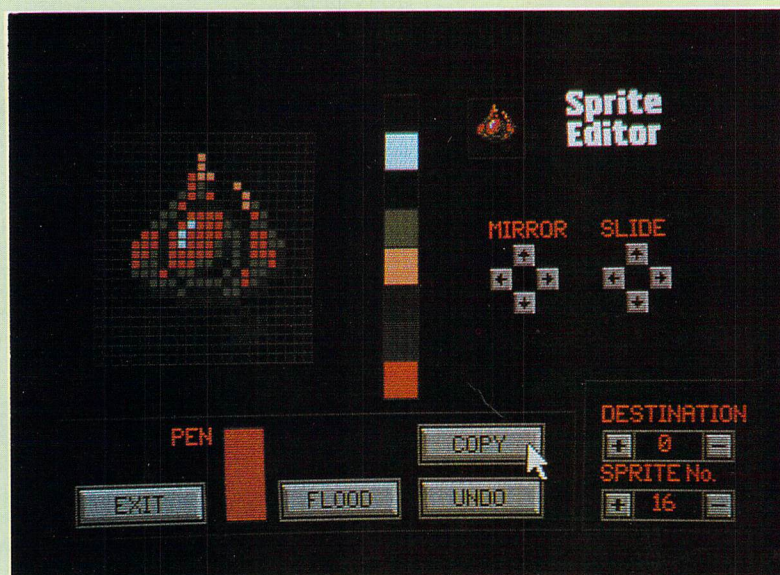 Sprite
Editor
MIRROR SLIDE
PEN
COPY
EXIT
FLOOD
UNDO
DESTINATION
+ 0 −
SPRITE No.
+ 16 −